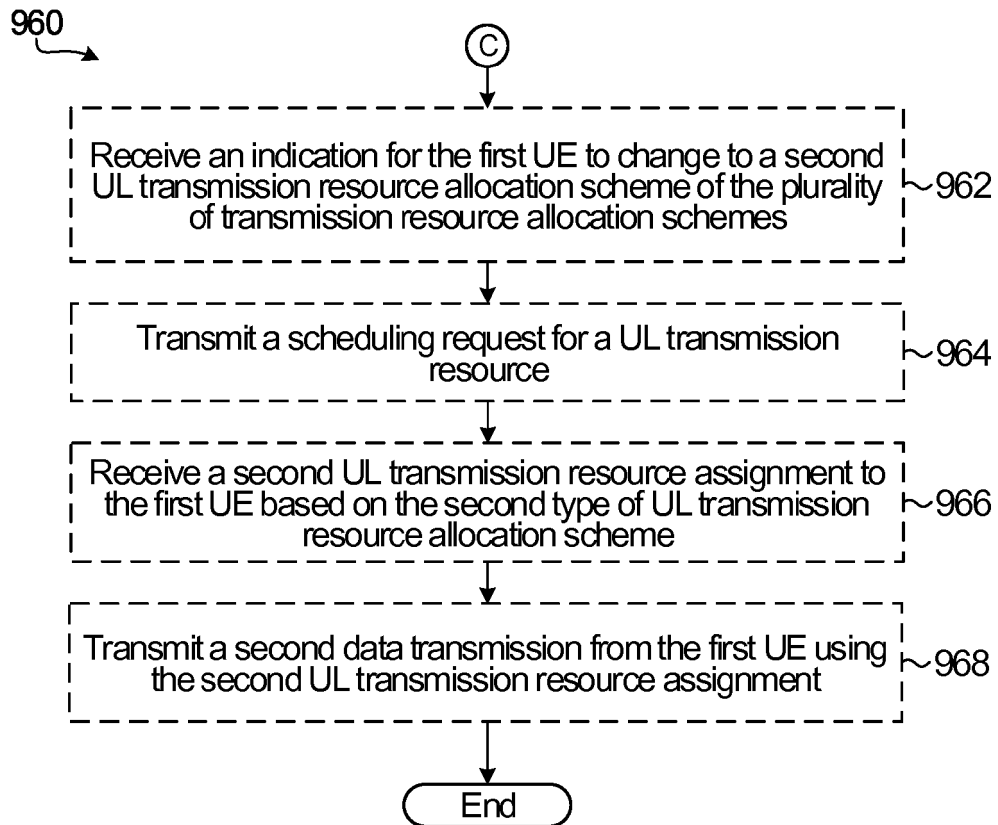 960
C
Receive an indication for the first UE to change to a second
UL transmission resource allocation scheme of the plurality
of transmission resource allocation schemes
962
Transmit a scheduling request for a UL transmission
resource
964
Receive a second UL transmission resource assignment to
the first UE based on the second type of UL transmission
resource allocation scheme
966
Transmit a second data transmission from the first UE using
the second UL transmission resource assignment
968
End